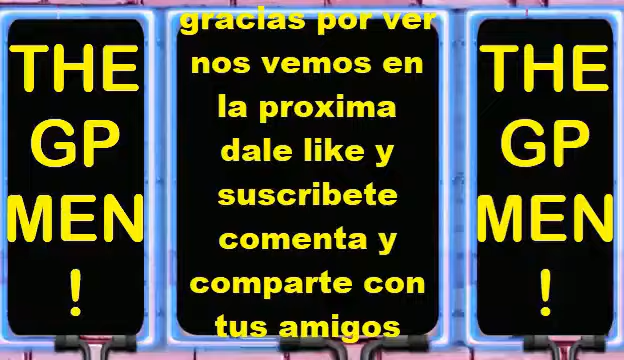 THE
GP
MEN
!
gracias por ver
nos vemos en
la proxima
dale like y
suscribete
comenta y
comparte con
tus amigos
THE
GP
MEN
!